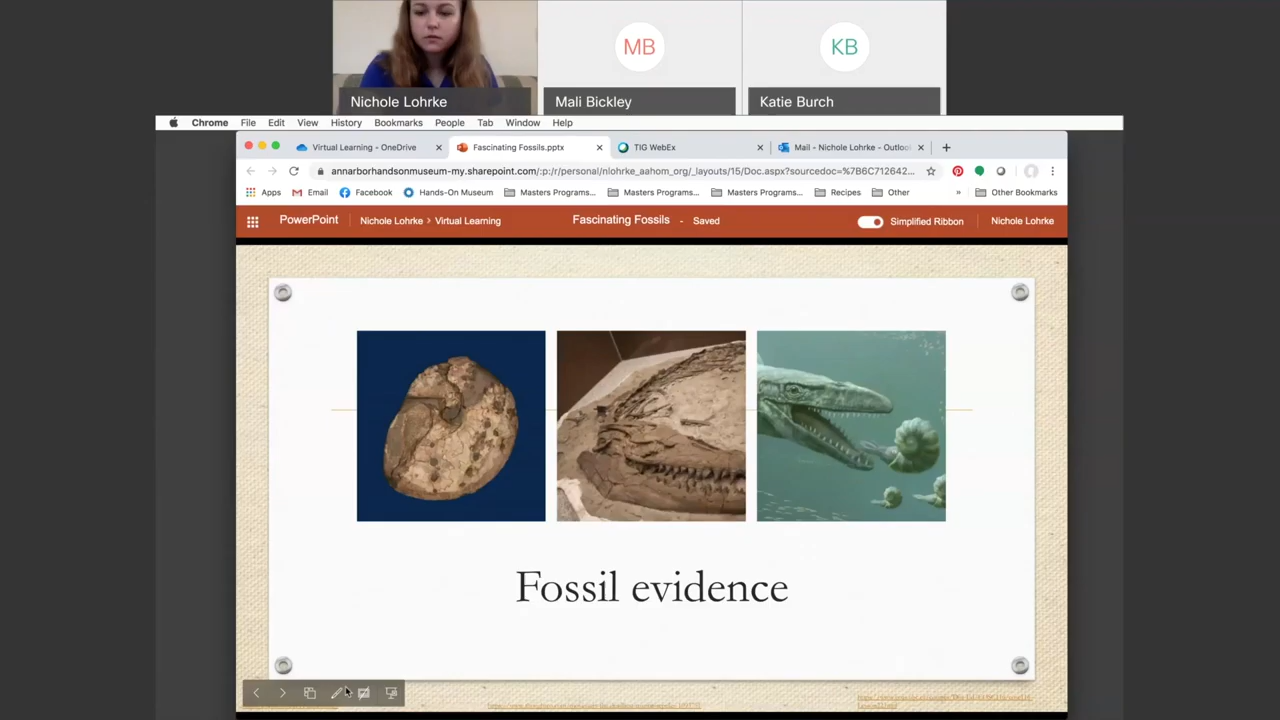 MB
KB
Nichole Lohrke
Mali Bickley
Katie Burch
Chrome File Edit View History Bookmarks People Tab Window Help
Virtual Learning - OneDrive
Fascinating Fossils.pptx
TIG WebEx
Mail - Nichole Lohrke - Outloo
annarborhandsonmuseum-my.sharepoint.com/:p:/r/personal/nlohrke_aahom_org/_layouts/15/Doc.aspx?sourcedoc=%7B6C712642...
Apps Email Facebook Hands-On Museum Masters Programs... Masters Programa... Masters Programs... Recipes Other » Other Bookmarks
PowerPoint Nichole Lohrke > Virtual Learning Fascinating Fossils - Saved Simplified Ribbon Nichole Lohrke
Fossil evidence